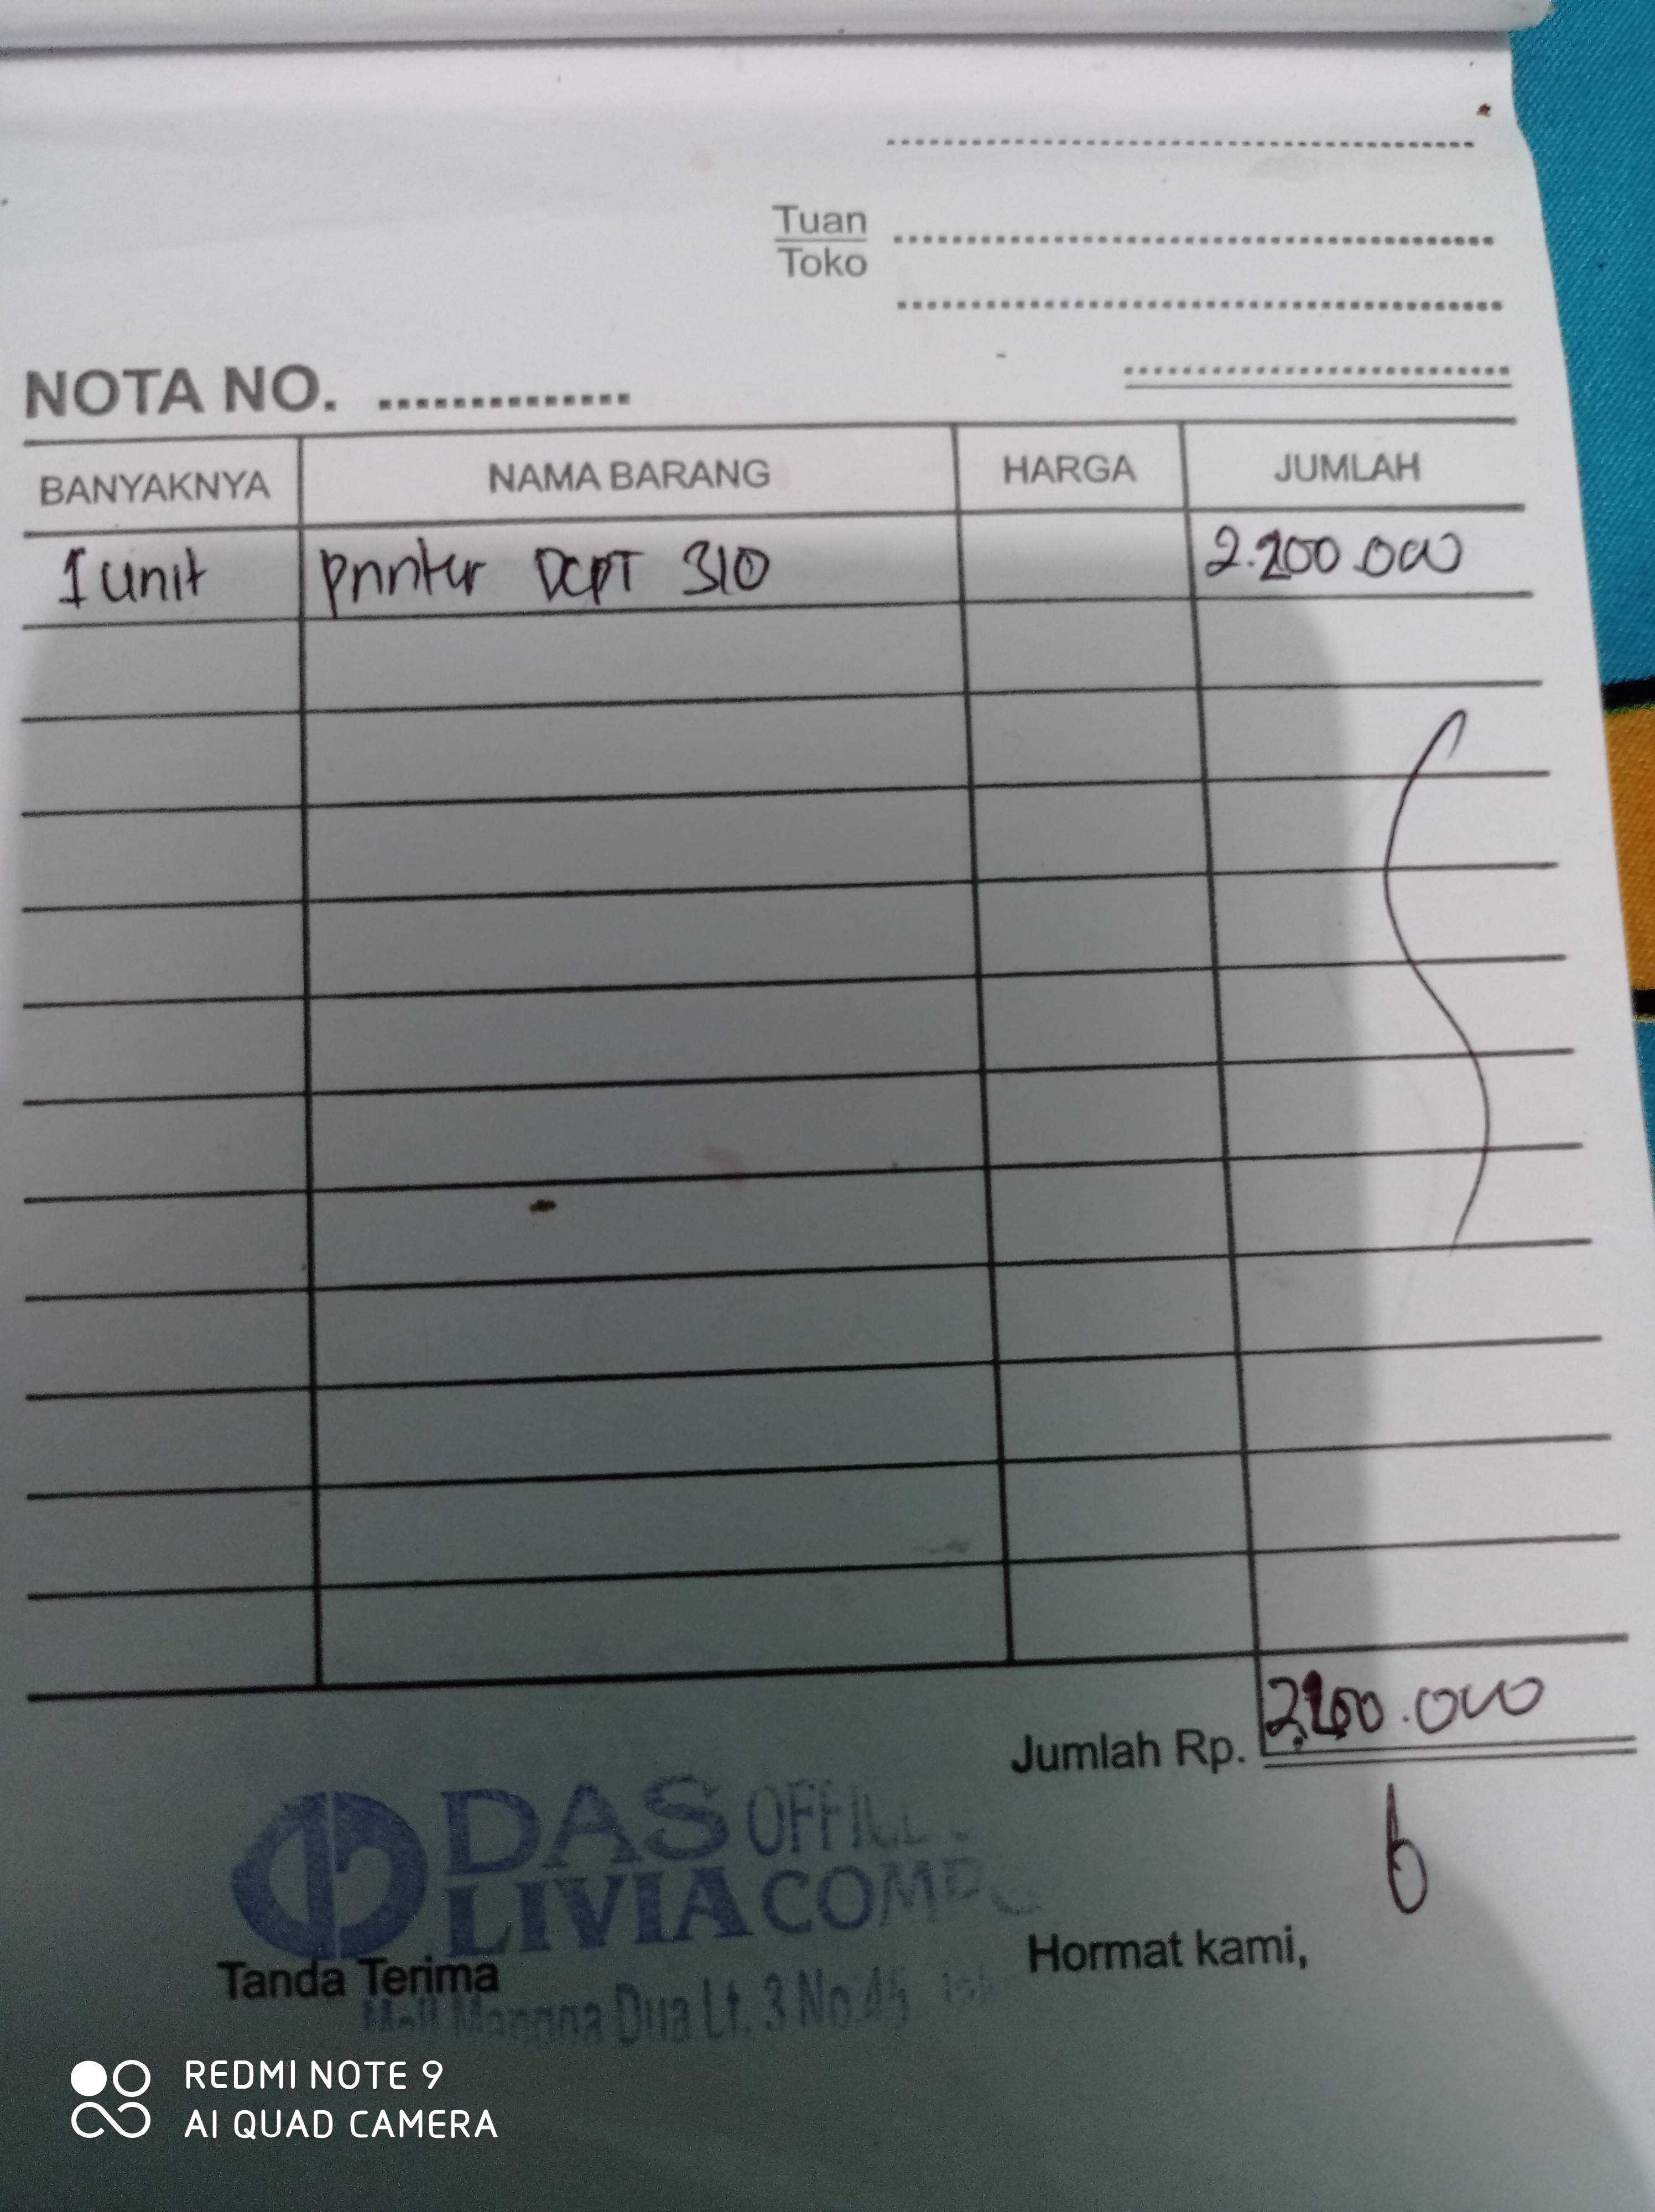 Tuan
Toko
NOTA NO.
BANYAKNYA NAMA BARANG HARGA JUMLAH
1 unit printer DCPT 310 2.200.000
Jumlah Rp. 2.200.000
DAS OFFICE
LIVIA COMPU
Tanda Terima Hormat kami,
Mall Mangga Dua Lt. 3 No.45
REDMI NOTE 9
AI QUAD CAMERA